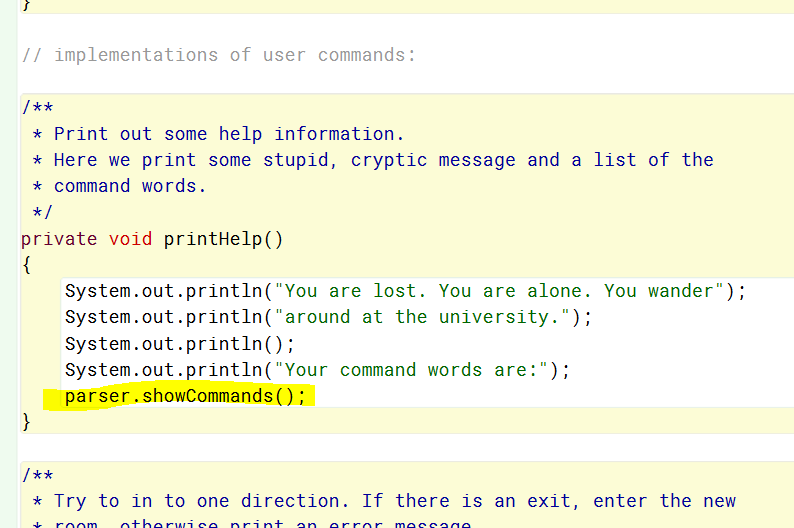 }
// implementations of user commands:
/**
* Print out some help information.
* Here we print some stupid, cryptic message and a list of the
* command words.
*/
private void printHelp()
{
System.out.println("You are lost. You are alone. You wander");
System.out.println("around at the university.");
System.out.println();
System.out.println("Your command words are:");
parser.showCommands();
}
/**
* Try to in to one direction. If there is an exit, enter the new
* room, otherwise print an error message.